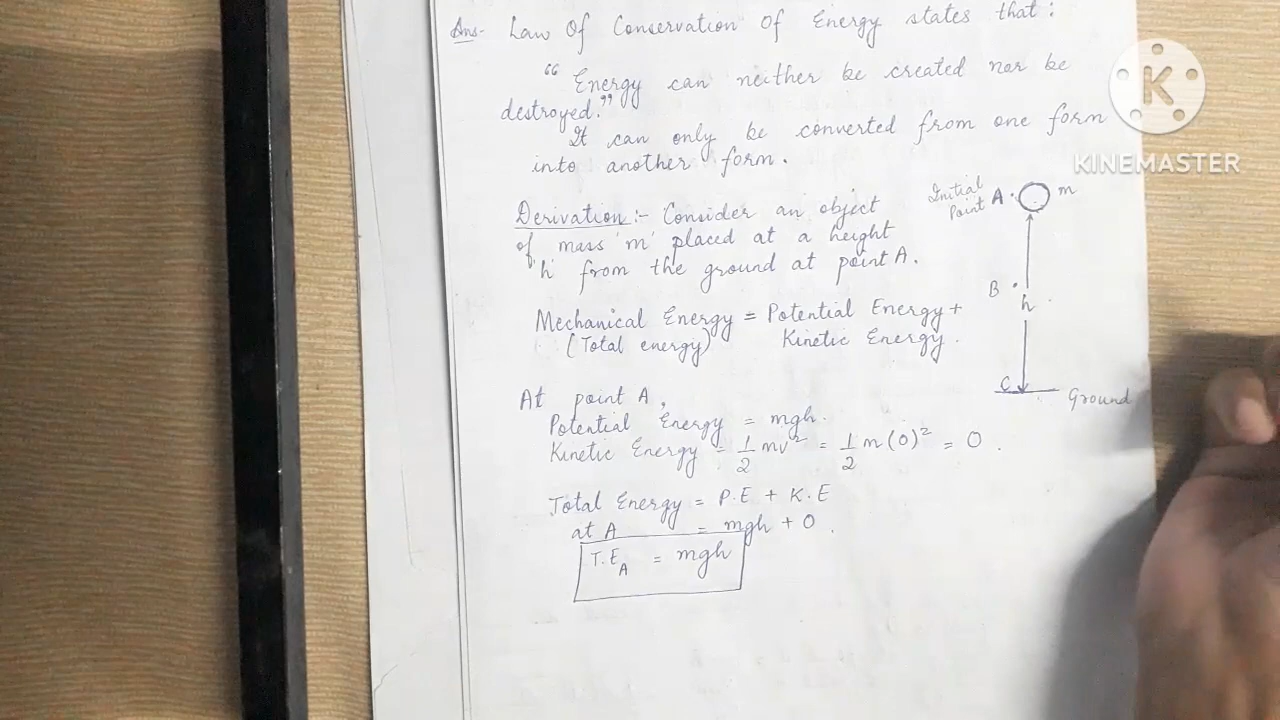 Ans- Law Of Conservation Of Energy states that:
"Energy can neither be created nor be
destroyed."
It can only be converted from one form
into another form.
K
KINEMASTER
Derivation:- Consider an object
of mass 'm' placed at a height
'h' from the ground at point A.
Initial
Point A m
B
h
C
Ground
Mechanical Energy = Potential Energy +
(Total energy) Kinetic Energy.
At point A,
Potential Energy = mgh.
Kinetic Energy = 1/2 mv² = 1/2 m(0)² = 0.
Total Energy = P.E + K.E
at A = mgh + 0.
T.E_A = mgh